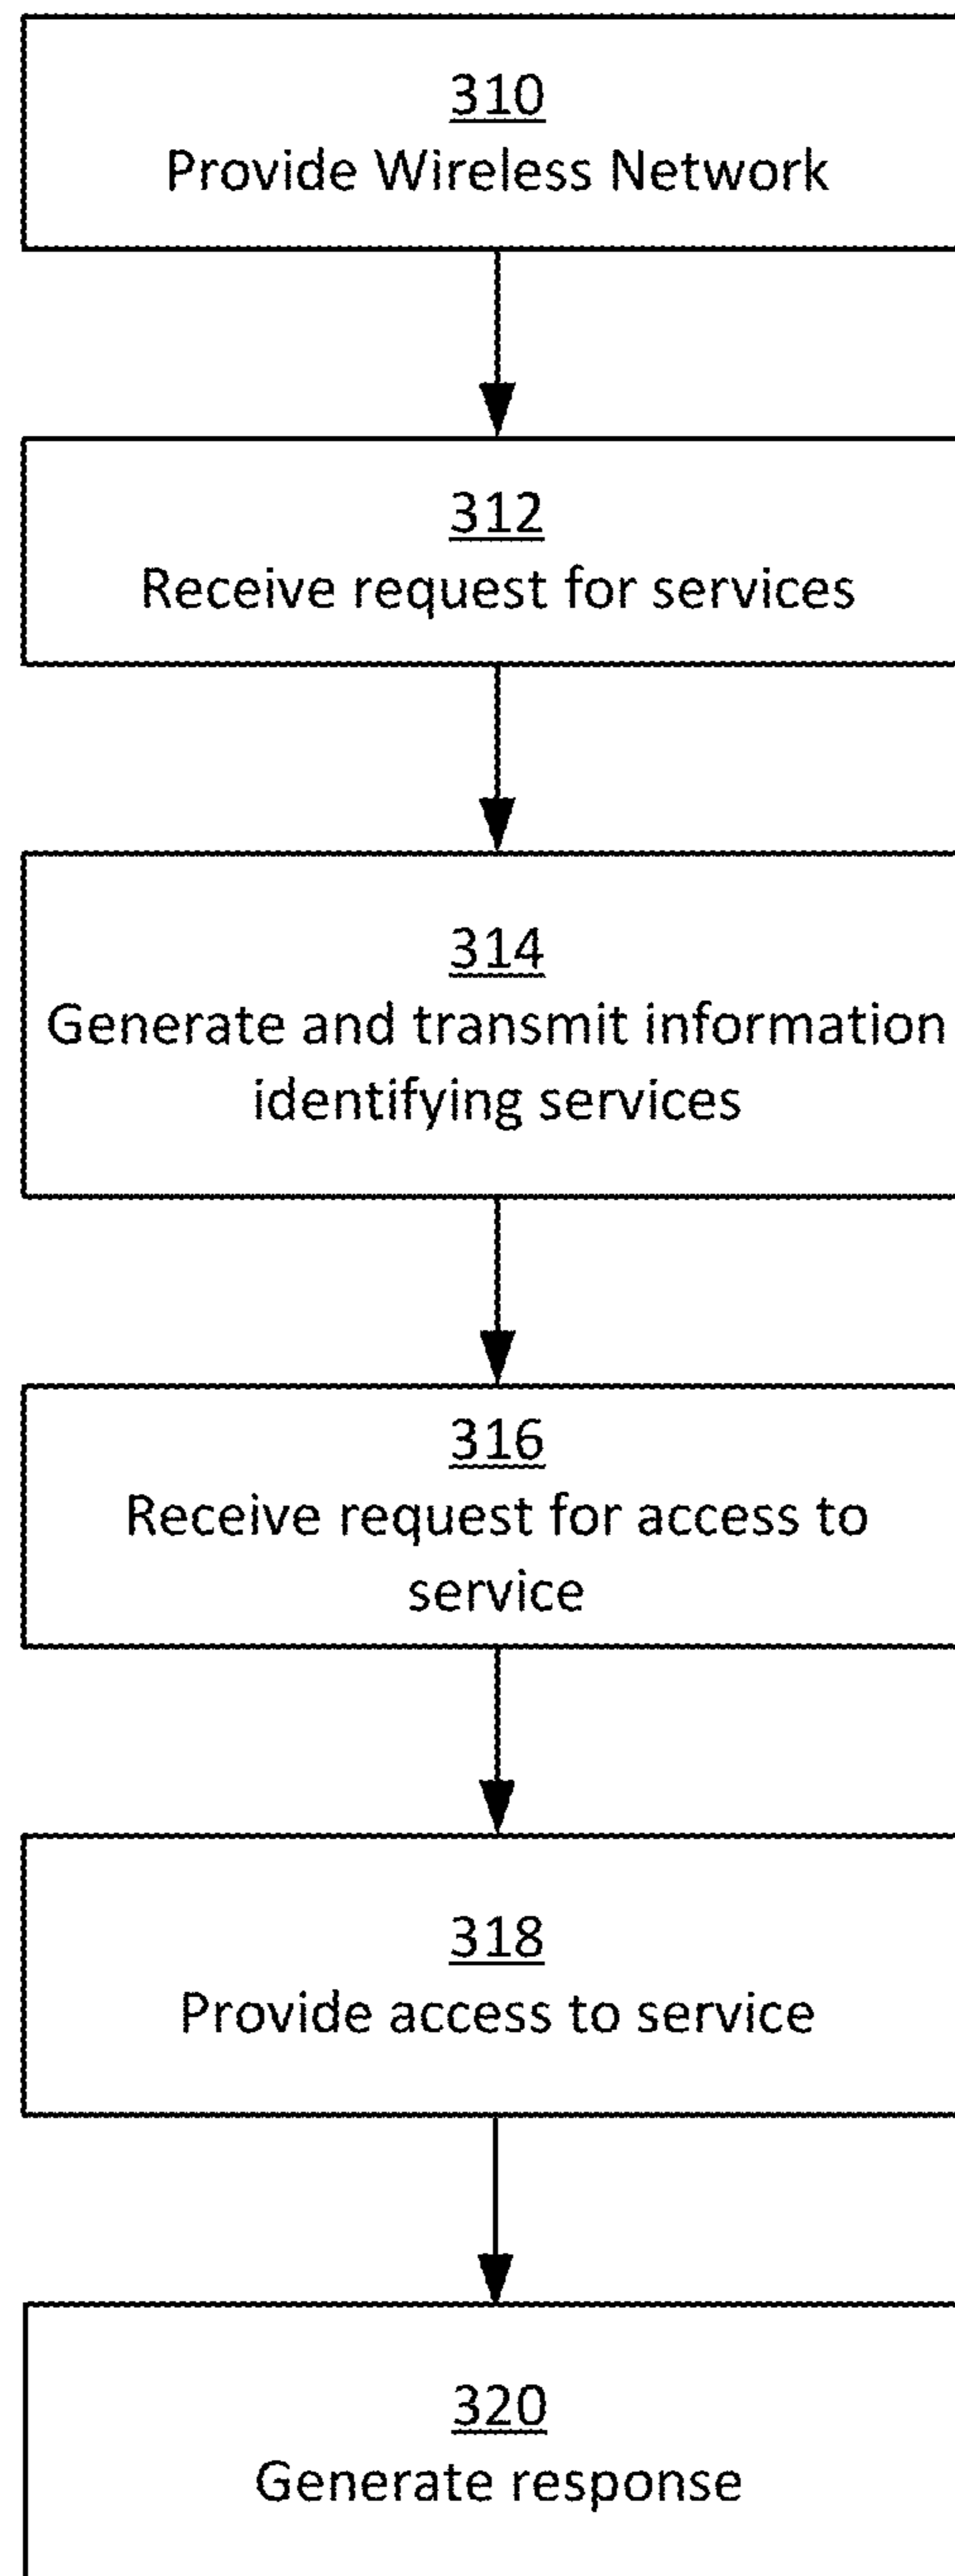 310
Provide Wireless Network
312
Receive request for services
314
Generate and transmit information
identifying services
316
Receive request for access to
service
318
Provide access to service
320
Generate response